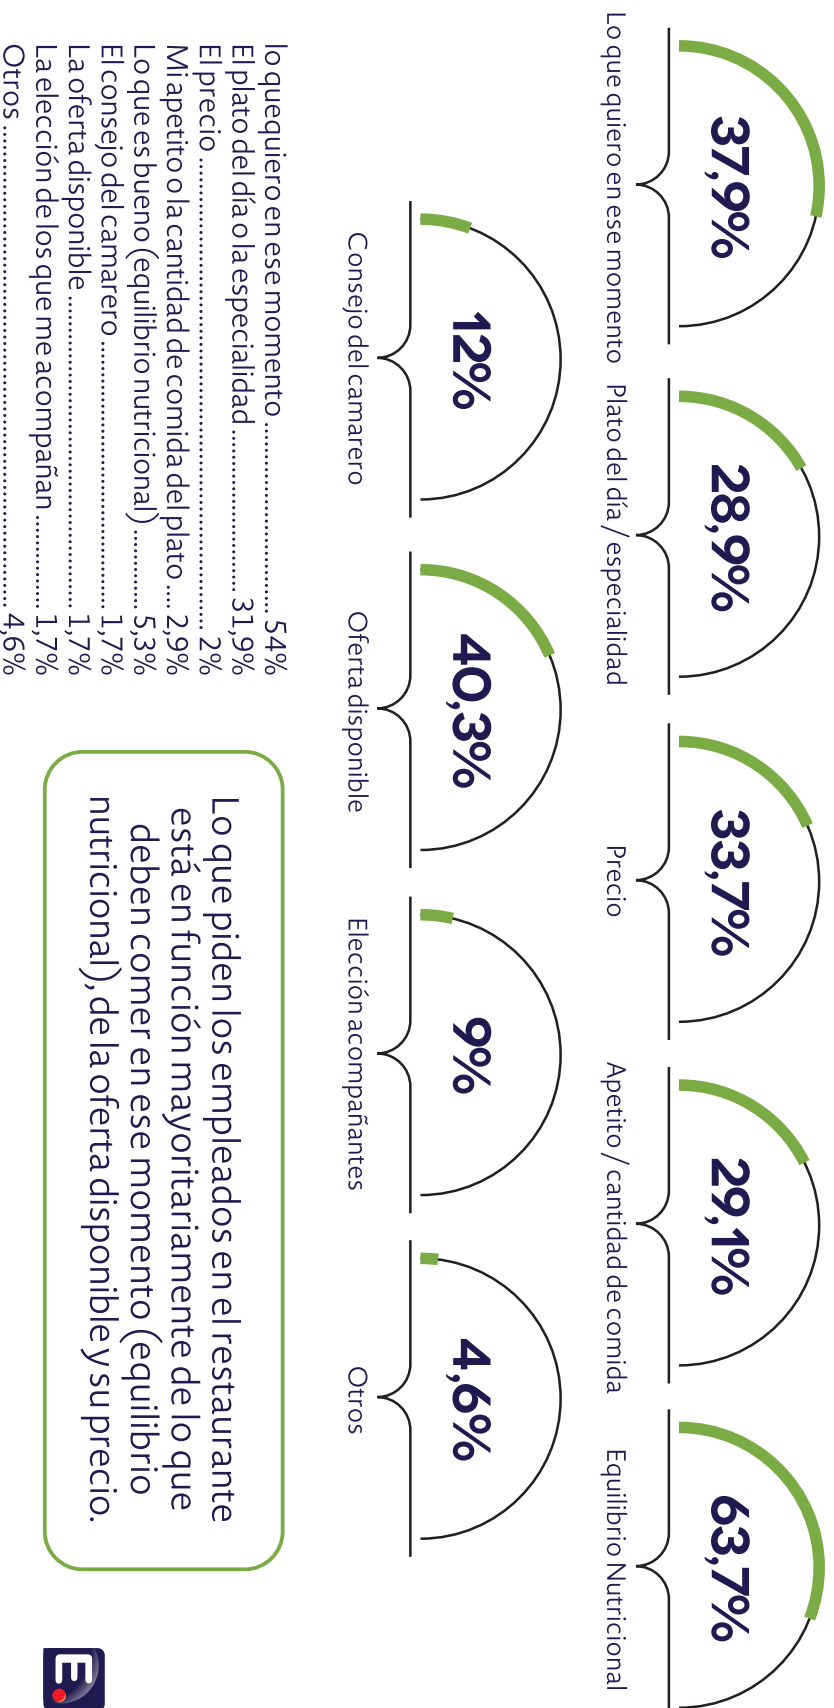 37,9%
Lo que quiero en ese momento
28,9%
Plato del día / especialidad
33,7%
Precio
29,1%
Apetito / cantidad de comida
63,7%
Equilibrio Nutricional
12%
Consejo del camarero
40,3%
Oferta disponible
9%
Elección acompañantes
4,6%
Otros
lo que quiero en ese momento ........................ 54%
El plato del día o la especialidad .................... 31,9%
El precio ............................................................ 2%
Mi apetito o la cantidad de comida del plato .... 2,9%
Lo que es bueno (equilibrio nutricional) .......... 5,3%
El consejo del camarero .................................. 1,7%
La oferta disponible ........................................ 1,7%
La elección de los que me acompañan ............ 1,7%
Otros ............................................................ 4,6%
Lo que piden los empleados en el restaurante
está en función mayoritariamente de lo que
deben comer en ese momento (equilibrio
nutricional), de la oferta disponible y su precio.
E.